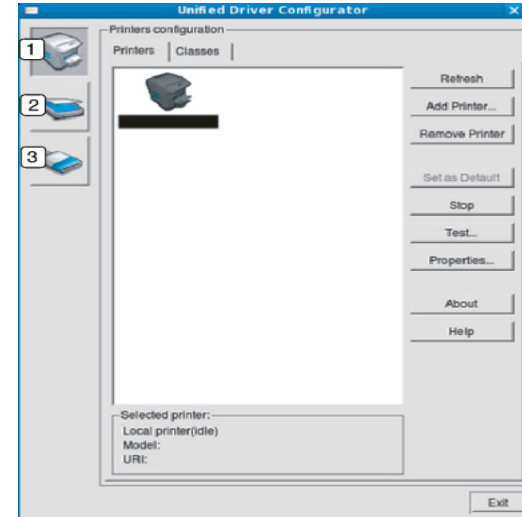 Unified Driver Configurator
Printers configuration
1
Printers Classes
2
3
Refresh
Add Printer...
Remove Printer
Set as Default
Stop
Test...
Properties...
About
Help
Selected printer:
Local printer(idle)
Model:
URI:
Exit